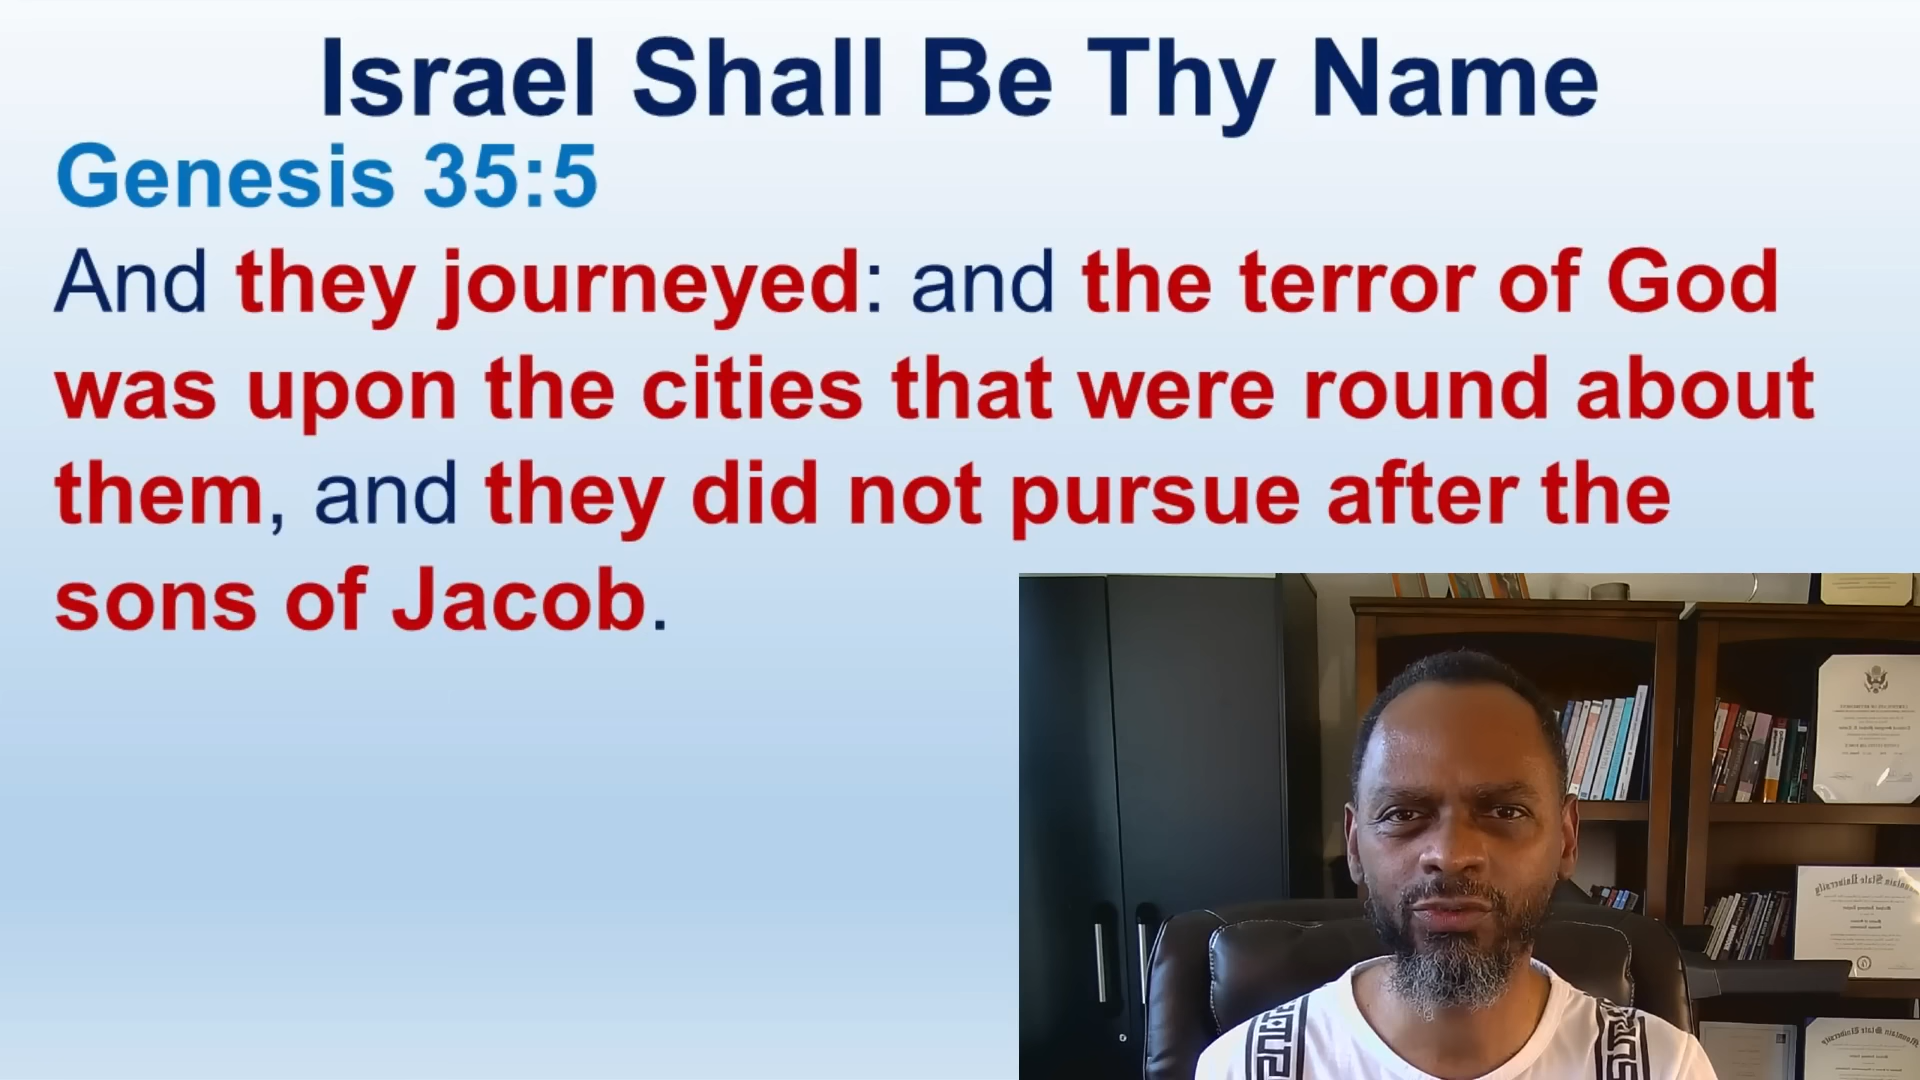 Israel Shall Be Thy Name
Genesis 35:5
And they journeyed: and the terror of God
was upon the cities that were round about
them, and they did not pursue after the
sons of Jacob.